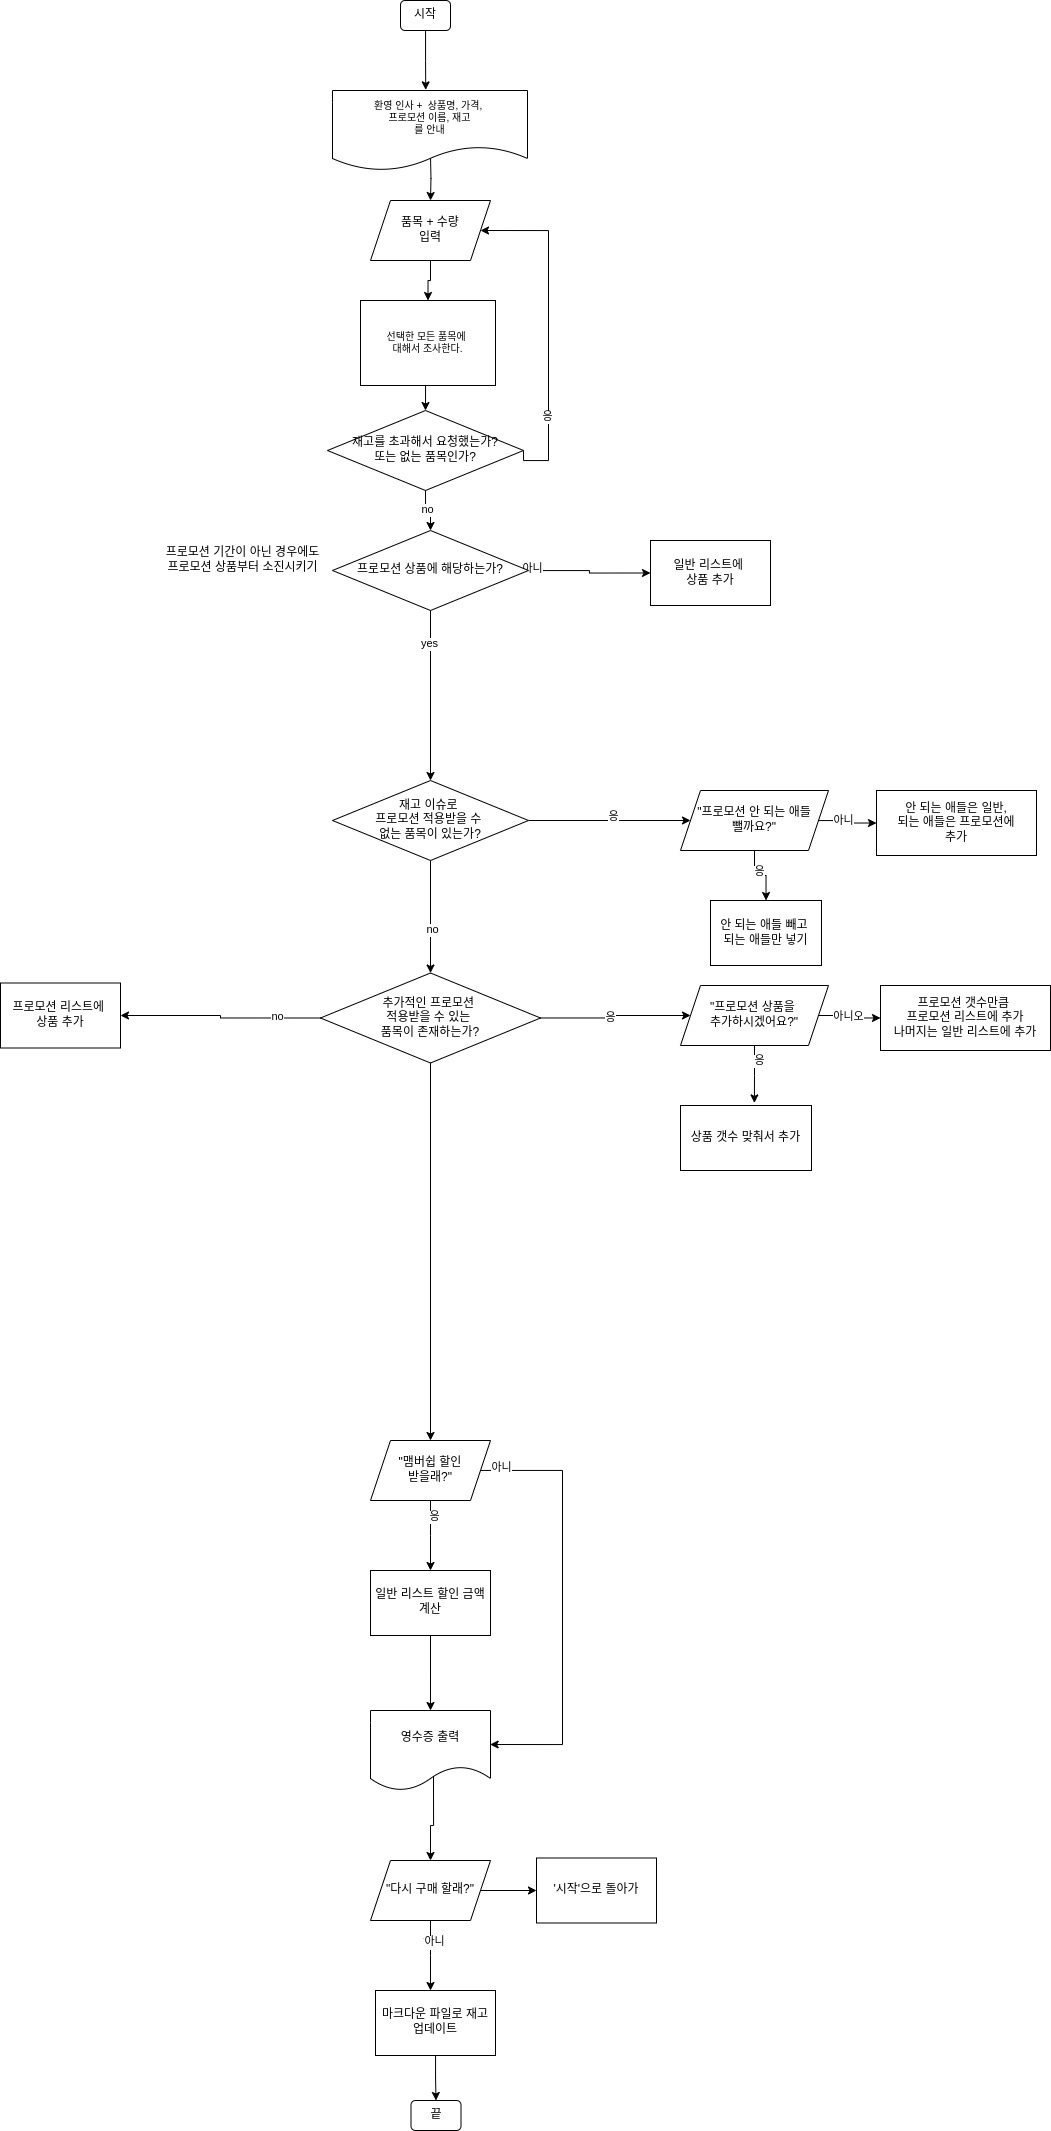 시작
환영 인사 + 상품명, 가격,
프로모션 이름, 재고
를 안내
품목 + 수량
입력
선택한 모든 품목에
대해서 조사한다.
응
재고를 초과해서 요청했는가?
또는 없는 품목인가?
no
프로모션 기간이 아닌 경우에도
프로모션 상품부터 소진시키기
프로모션 상품에 해당하는가?
아니
일반 리스트에
상품 추가
yes
재고 이슈로
프로모션 적용받을 수
없는 품목이 있는가?
응
"프로모션 안 되는 애들
뺄까요?"
아니
안 되는 애들은 일반,
되는 애들은 프로모션에
추가
응
안 되는 애들 빼고
되는 애들만 넣기
no
프로모션 리스트에
상품 추가
no
추가적인 프로모션
적용받을 수 있는
품목이 존재하는가?
응
"프로모션 상품을
추가하시겠어요?"
아니오
프로모션 갯수만큼
프로모션 리스트에 추가
나머지는 일반 리스트에 추가
응
상품 갯수 맞춰서 추가
"맴버쉽 할인
받을래?"
아니
응
일반 리스트 할인 금액
계산
영수증 출력
"다시 구매 할래?"
'시작'으로 돌아가
아니
마크다운 파일로 재고
업데이트
끝